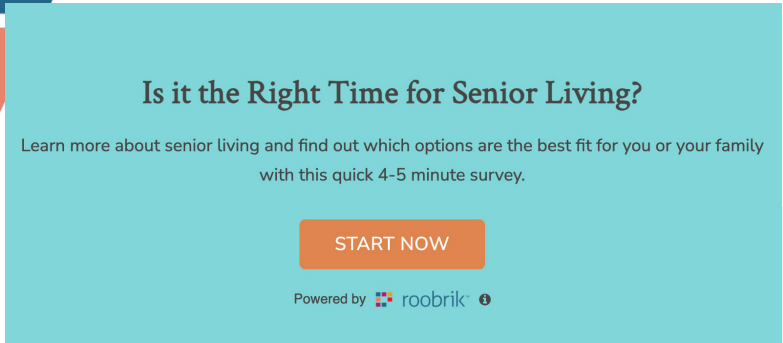 Is it the Right Time for Senior Living?
Learn more about senior living and find out which options are the best fit for you or your family
with this quick 4-5 minute survey.
START NOW
Powered by roobrik